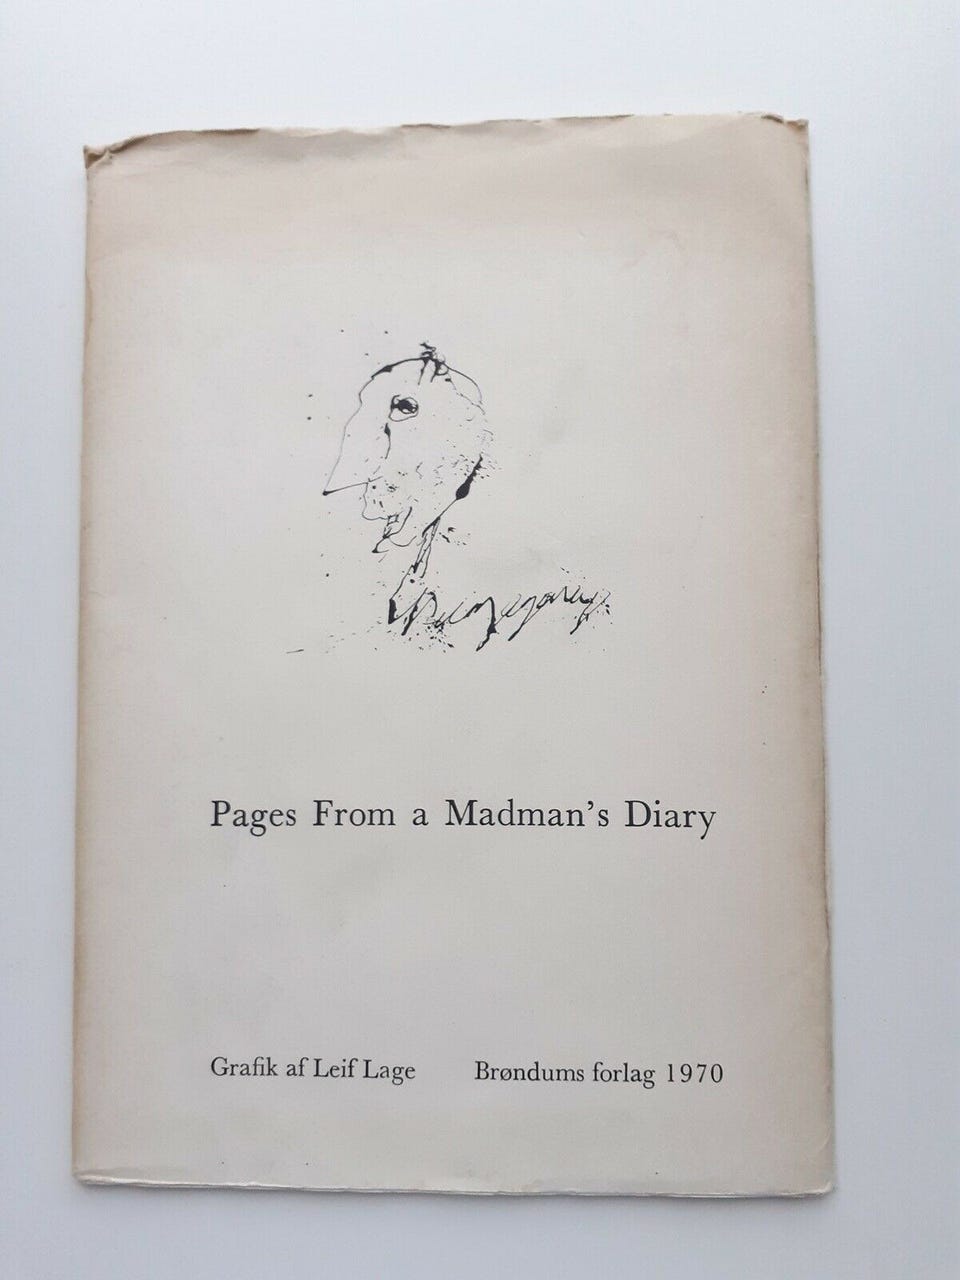 Pages From a Madman’s Diary
Grafik af Leif Lage
Brøndums forlag 1970